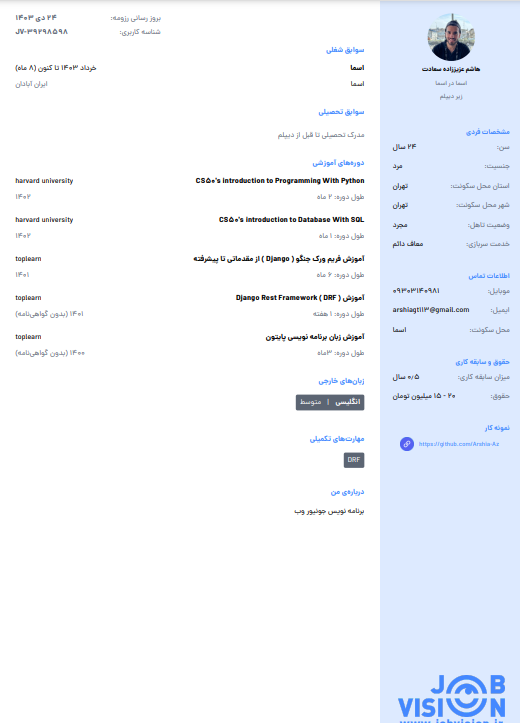 هاشم عزیززاده سعادت
اسما در اسما
زیر دیپلم
مشخصات فردی
سن: ۲۴ سال
جنسیت: مرد
استان محل سکونت: تهران
شهر محل سکونت: تهران
وضعیت تاهل: مجرد
خدمت سربازی: معاف دائم
اطلاعات تماس
موبایل: ۰۹۳۰۳۱۴۰۹۸۱
ایمیل: arshiagt113@gmail.com
محل سکونت: اسما
حقوق و سابقه کاری
میزان سابقه کاری: ۰/۵ سال
حقوق: ۲۰ - ۱۵ میلیون تومان
نمونه کار
https://github.com/Arshia-Az
JOB
VISION
www.jobvision.ir
بروز رسانی رزومه: ۲۴ دی ۱۴۰۳
شناسه کاربری: JV-۳۹۲۹۸۵۹۸
سوابق شغلی
اسما خرداد ۱۴۰۳ تا کنون (۸ ماه)
اسما ایران آبادان
سوابق تحصیلی
مدرک تحصیلی تا قبل از دیپلم
دوره‌های آموزشی
CS۵۰'s introduction to Programming With Python harvard university
طول دوره: ۲ ماه ۱۴۰۲
CS۵۰'s introduction to Database With SQL harvard university
طول دوره: ۱ ماه ۱۴۰۲
آموزش فریم ورک جنگو ( Django ) از مقدماتی تا پیشرفته toplearn
طول دوره: ۶ ماه ۱۴۰۱
آموزش Django Rest Framework ( DRF ) toplearn
طول دوره: ۱ هفته ۱۴۰۱ (بدون گواهی‌نامه)
آموزش زبان برنامه نویسی پایتون toplearn
طول دوره: ۳ماه ۱۴۰۰ (بدون گواهی‌نامه)
زبان‌های خارجی
انگلیسی | متوسط
مهارت‌های تکمیلی
DRF
درباره‌ی من
برنامه نویس جونیور وب